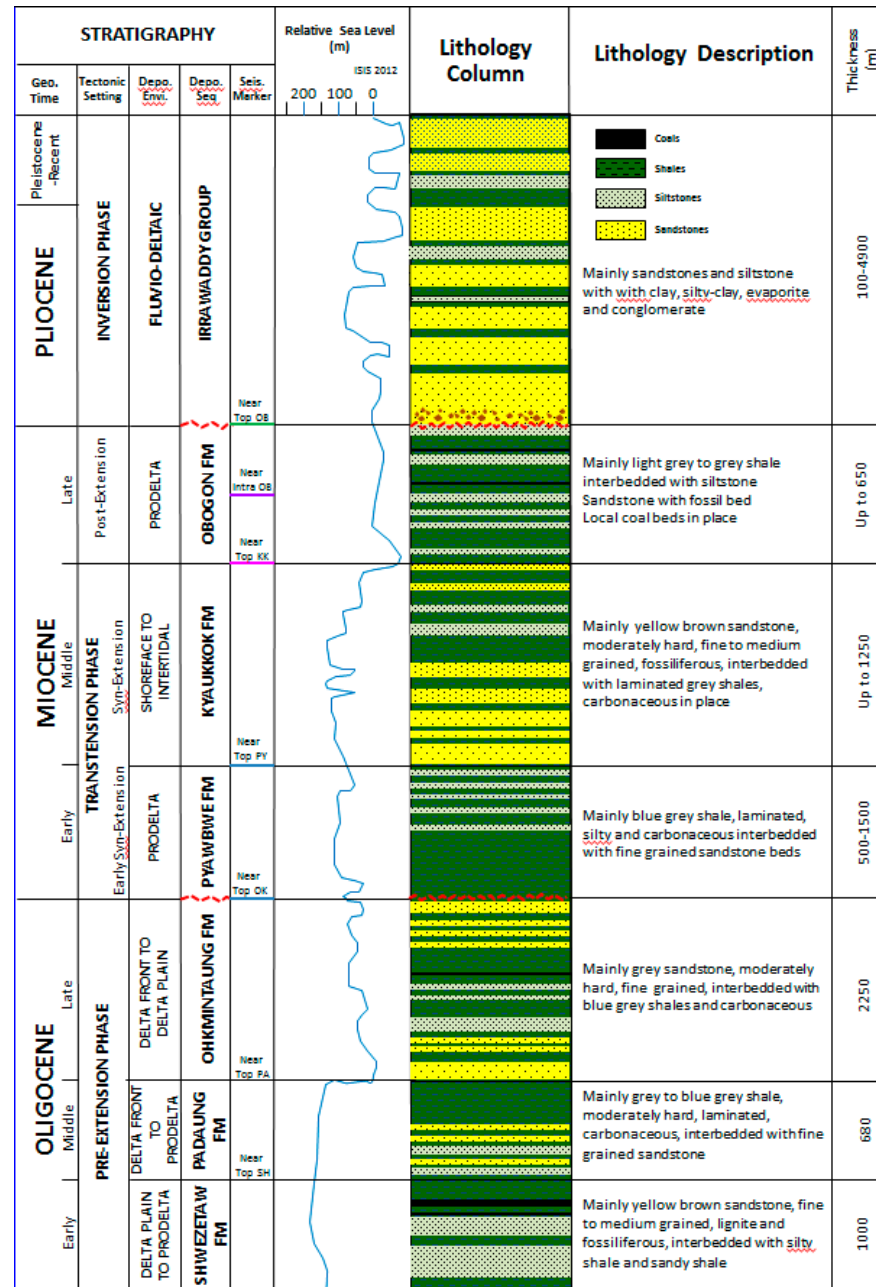 STRATIGRAPHY
Relative Sea Level
(m)
ISIS 2012
200 100 0
Lithology
Column
Lithology Description
Thickness
(m)
Geo.
Time
Tectonic
Setting
Depo.
Envi.
Depo.
Seq
Seis.
Marker
Pleistocene
-Recent
PLIOCENE
INVERSION PHASE
FLUVIO-DELTAIC
IRRAWADDY GROUP
Near
Top OB
Coals
Shales
Siltstones
Sandstones
Mainly sandstones and siltstone
with with clay, silty-clay, evaporite
and conglomerate
100-4900
MIOCENE
Late
TRANSTENSION PHASE
Post-Extension
PRODELTA
OBOGON FM
Near
Intra OB
Near
Top KK
Mainly light grey to grey shale
interbedded with siltstone
Sandstone with fossil bed
Local coal beds in place
Up to 650
Middle
Syn-Extension
SHOREFACE TO
INTERTIDAL
KYAUKKOK FM
Near
Top PY
Mainly yellow brown sandstone,
moderately hard, fine to medium
grained, fossiliferous, interbedded
with laminated grey shales,
carbonaceous in place
Up to 1250
Early
Early Syn-Extension
PRODELTA
PYAWBWE FM
Near
Top OK
Mainly blue grey shale, laminated,
silty and carbonaceous interbedded
with fine grained sandstone beds
500-1500
OLIGOCENE
Late
PRE-EXTENSION PHASE
DELTA FRONT TO
DELTA PLAIN
OHKMINTAUNG FM
Near
Top PA
Mainly grey sandstone, moderately
hard, fine grained, interbedded with
blue grey shales and carbonaceous
2250
Middle
DELTA FRONT
TO
PRODELTA
PADAUNG
FM
Near
Top SH
Mainly grey to blue grey shale,
moderately hard, laminated,
carbonaceous, interbedded with fine
grained sandstone
680
Early
DELTA PLAIN
TO PRODELTA
SHWEZETAW
FM
Mainly yellow brown sandstone, fine
to medium grained, lignite and
fossiliferous, interbedded with silty
shale and sandy shale
1000